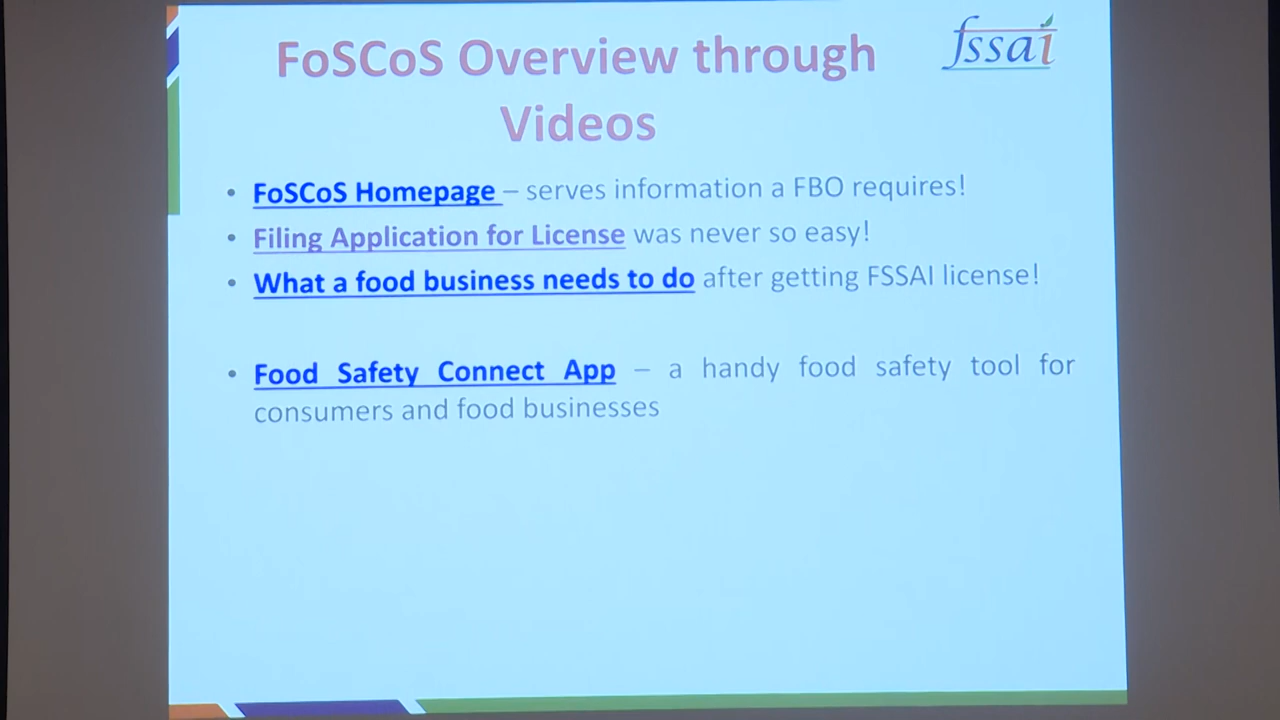 FoSCoS Overview through
Videos
fssai
• FoSCoS Homepage – serves information a FBO requires!
• Filing Application for License was never so easy!
• What a food business needs to do after getting FSSAI license!
• Food Safety Connect App – a handy food safety tool for
consumers and food businesses